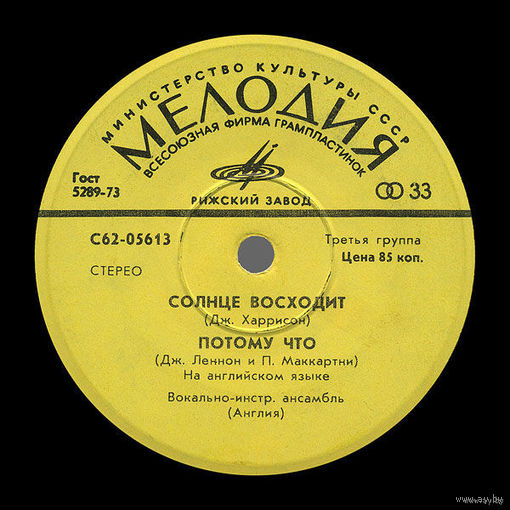 МИНИСТЕРСТВО КУЛЬТУРЫ СССР
МЕЛОДИЯ
ВСЕСОЮЗНАЯ ФИРМА ГРАМПЛАСТИНОК
Гост
5289-73
33
РИЖСКИЙ ЗАВОД
С62-05613
Третья группа
Цена 85 коп.
СТЕРЕО
СОЛНЦЕ ВОСХОДИТ
(Дж. Харрисон)
ПОТОМУ ЧТО
(Дж. Леннон и П. Маккартни)
На английском языке
Вокально-инстр. ансамбль
(Англия)